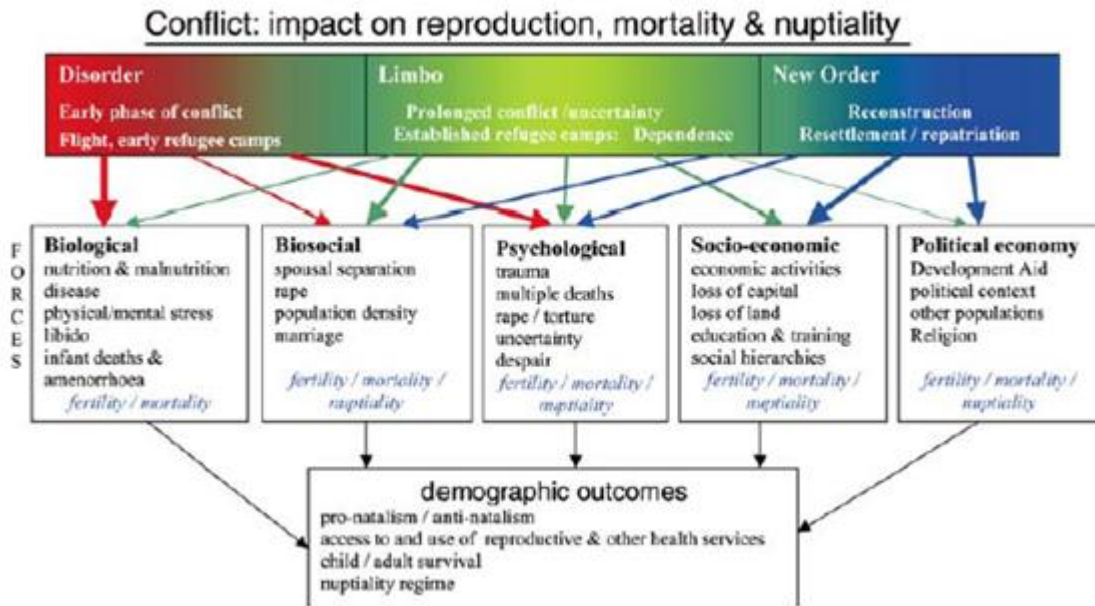 Conflict: impact on reproduction, mortality & nuptiality
Disorder
Early phase of conflict
Flight, early refugee camps
Limbo
Prolonged conflict /uncertainty
Established refugee camps: Dependence
New Order
Reconstruction
Resettlement / repatriation
FORCES
Biological
nutrition & malnutrition
disease
physical/mental stress
libido
infant deaths &
amenorrhoea
fertility / mortality
Biosocial
spousal separation
rape
population density
marriage
fertility / mortality /
nuptiality
Psychological
trauma
multiple deaths
rape / torture
uncertainty
despair
fertility / mortality /
nuptiality
Socio-economic
economic activities
loss of capital
loss of land
education & training
social hierarchies
fertility / mortality /
nuptiality
Political economy
Development Aid
political context
other populations
Religion
fertility / mortality /
nuptiality
demographic outcomes
pro-natalism / anti-natalism
access to and use of reproductive & other health services
child / adult survival
nuptiality regime